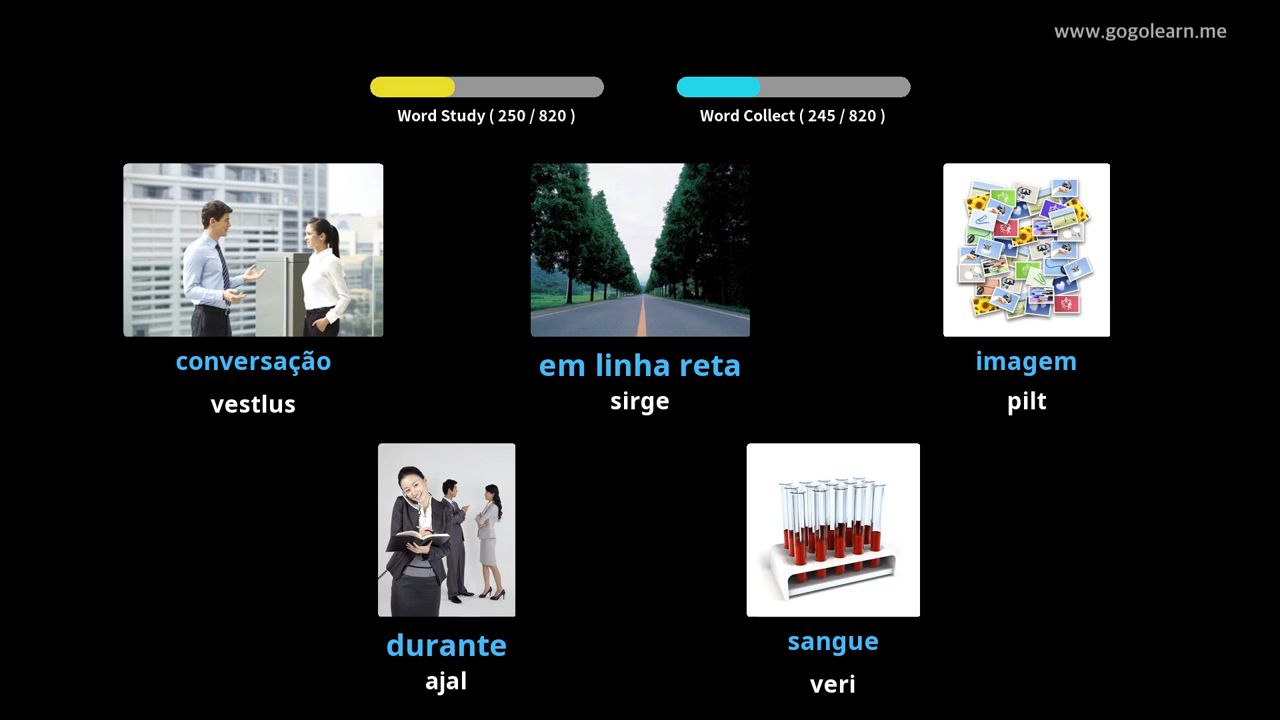 www.gogolearn.me
Word Study ( 250 / 820 )
Word Collect ( 245 / 820 )
conversação
vestlus
em linha reta
sirge
imagem
pilt
durante
ajal
sangue
veri